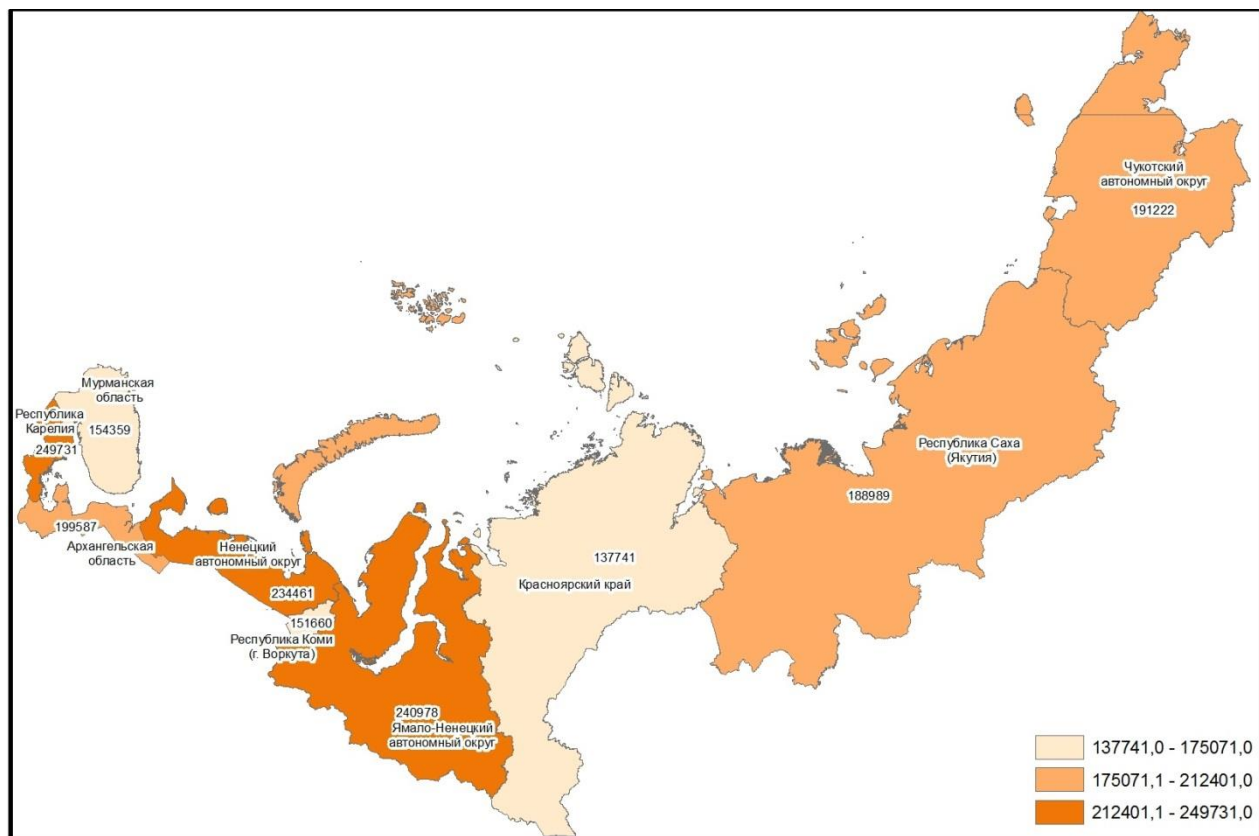 Чукотский
автономный округ
191222
Мурманская
область
154359
Республика
Карелия
249731
Республика Саха
(Якутия)
188989
199587
Архангельская
область
Ненецкий
автономный округ
234461
137741
Красноярский край
151660
Республика Коми
(г. Воркута)
240978
Ямало-Ненецкий
автономный округ
137741,0 - 175071,0
175071,1 - 212401,0
212401,1 - 249731,0